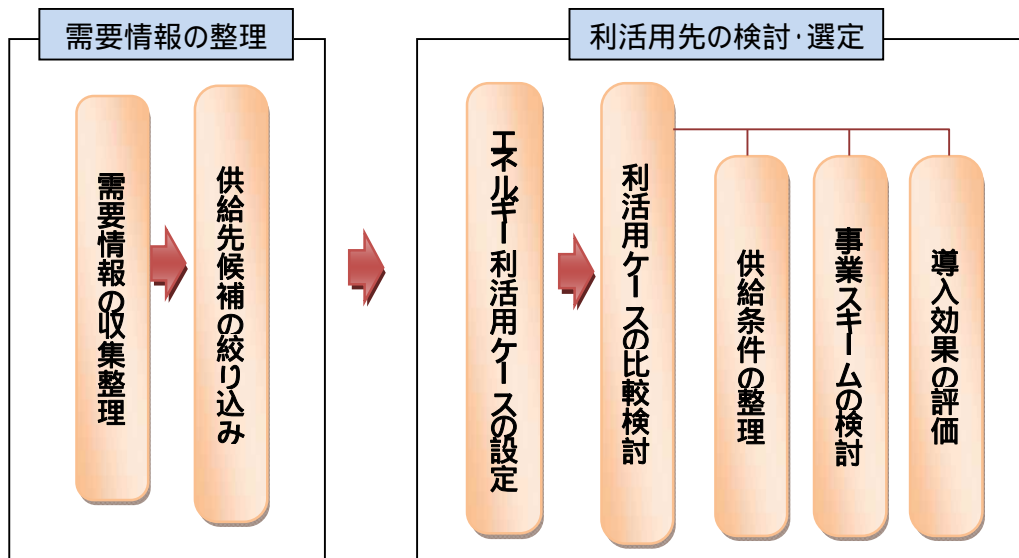 需要情報の整理
需要情報の収集整理
供給先候補の絞り込み
利活用先の検討・選定
エネルギー利活用ケースの設定
利活用ケースの比較検討
供給条件の整理
事業スキームの検討
導入効果の評価